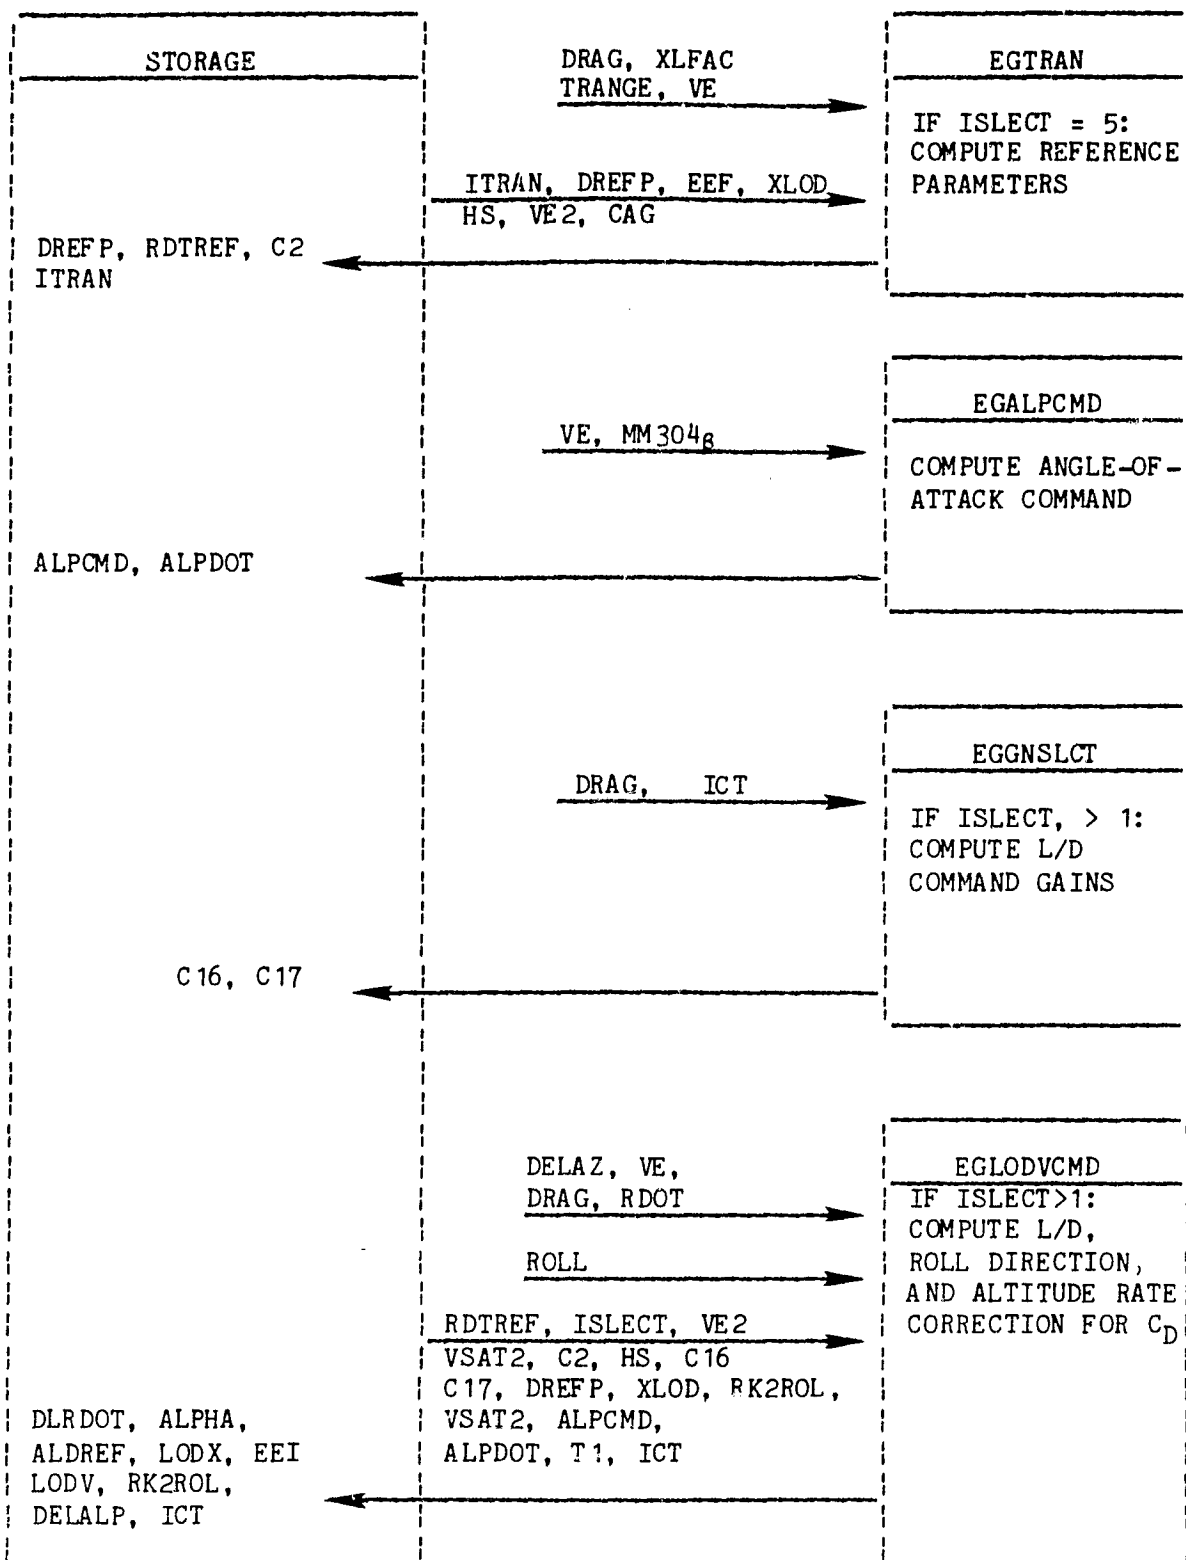 STORAGE
DRAG, XLFAC
TRANGE, VE
EGTRAN
IF ISLECT = 5:
COMPUTE REFERENCE
PARAMETERS
ITRAN, DREFP, EEF, XLOD
HS, VE2, CAG
DREFP, RDTREF, C2
ITRAN
EGALPCMD
VE, MM304ᵦ
COMPUTE ANGLE-OF-
ATTACK COMMAND
ALPCMD, ALPDOT
EGGNSLCT
DRAG, ICT
IF ISLECT, > 1:
COMPUTE L/D
COMMAND GAINS
C16, C17
DELAZ, VE,
DRAG, RDOT
EGLODVCMD
IF ISLECT>1:
COMPUTE L/D,
ROLL DIRECTION,
AND ALTITUDE RATE
CORRECTION FOR CD
ROLL
RDTREF, ISLECT, VE2
VSAT2, C2, HS, C16
C17, DREFP, XLOD, RK2ROL,
VSAT2, ALPCMD,
ALPDOT, T1, ICT
DLRDOT, ALPHA,
ALDREF, LODX, EEI
LODV, RK2ROL,
DELALP, ICT